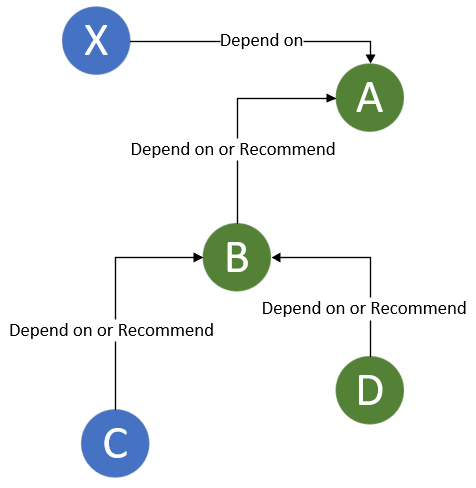 X
Depend on
A
Depend on or Recommend
B
Depend on or Recommend
Depend on or Recommend
D
C